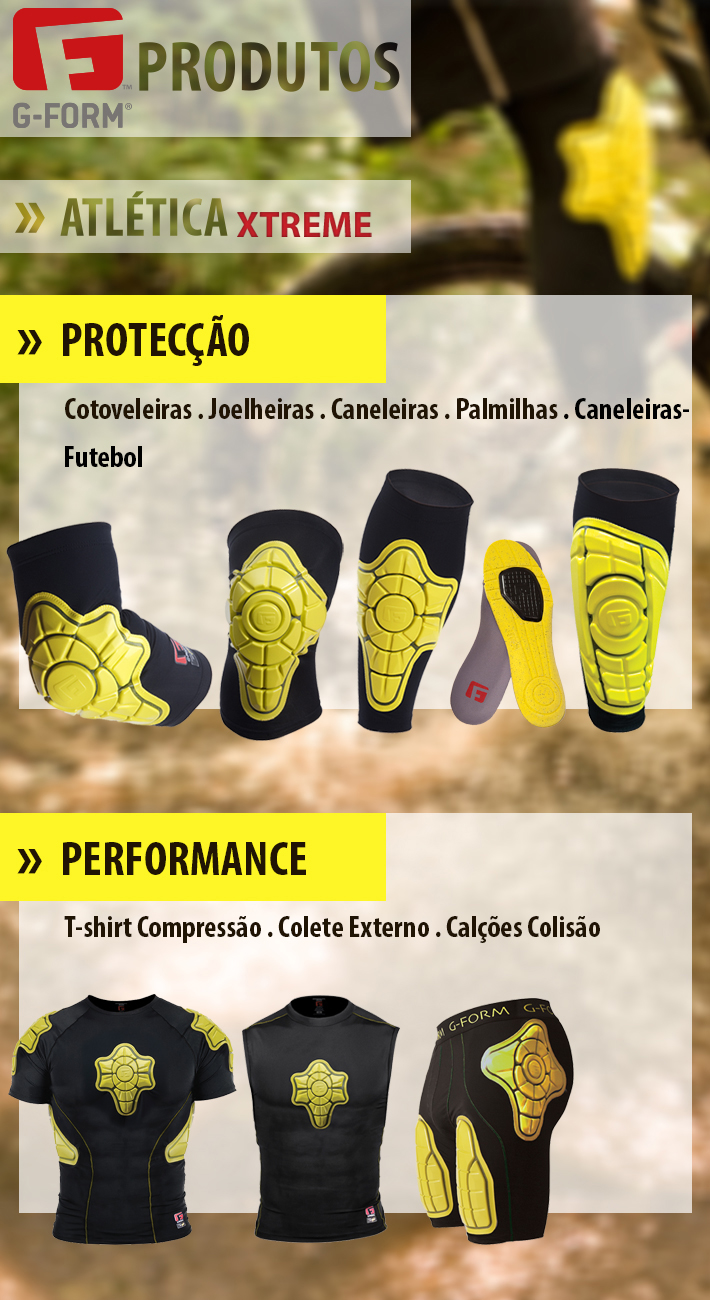 G-FORM® PRODUTOS
™
» ATLÉTICA XTREME
» PROTECÇÃO
Cotoveleiras . Joelheiras . Caneleiras . Palmilhas . Caneleiras-
Futebol
» PERFORMANCE
T-shirt Compressão . Colete Externo . Calções Colisão
G-FORM